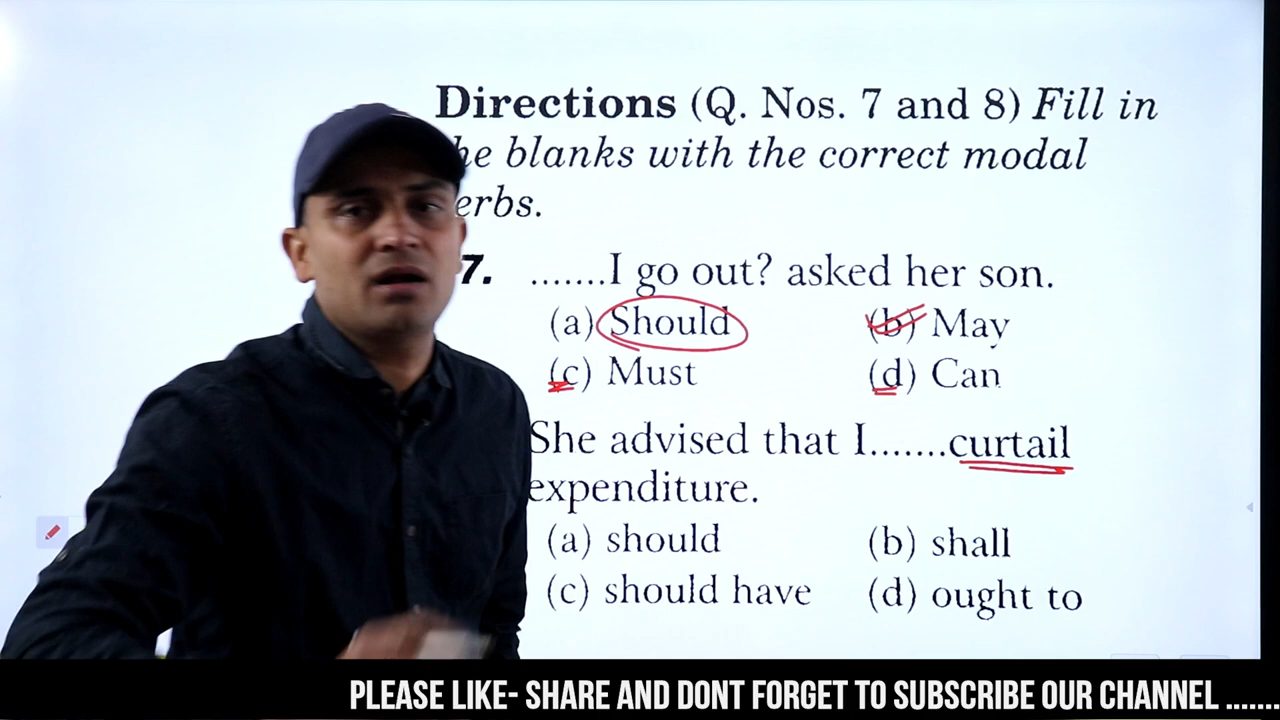 Directions (Q. Nos. 7 and 8) Fill in
he blanks with the correct modal
erbs.
7. .......I go out? asked her son.
(a) Should (b) May
(c) Must (d) Can
She advised that I.......curtail
expenditure.
(a) should (b) shall
(c) should have (d) ought to
PLEASE LIKE- SHARE AND DONT FORGET TO SUBSCRIBE OUR CHANNEL .......